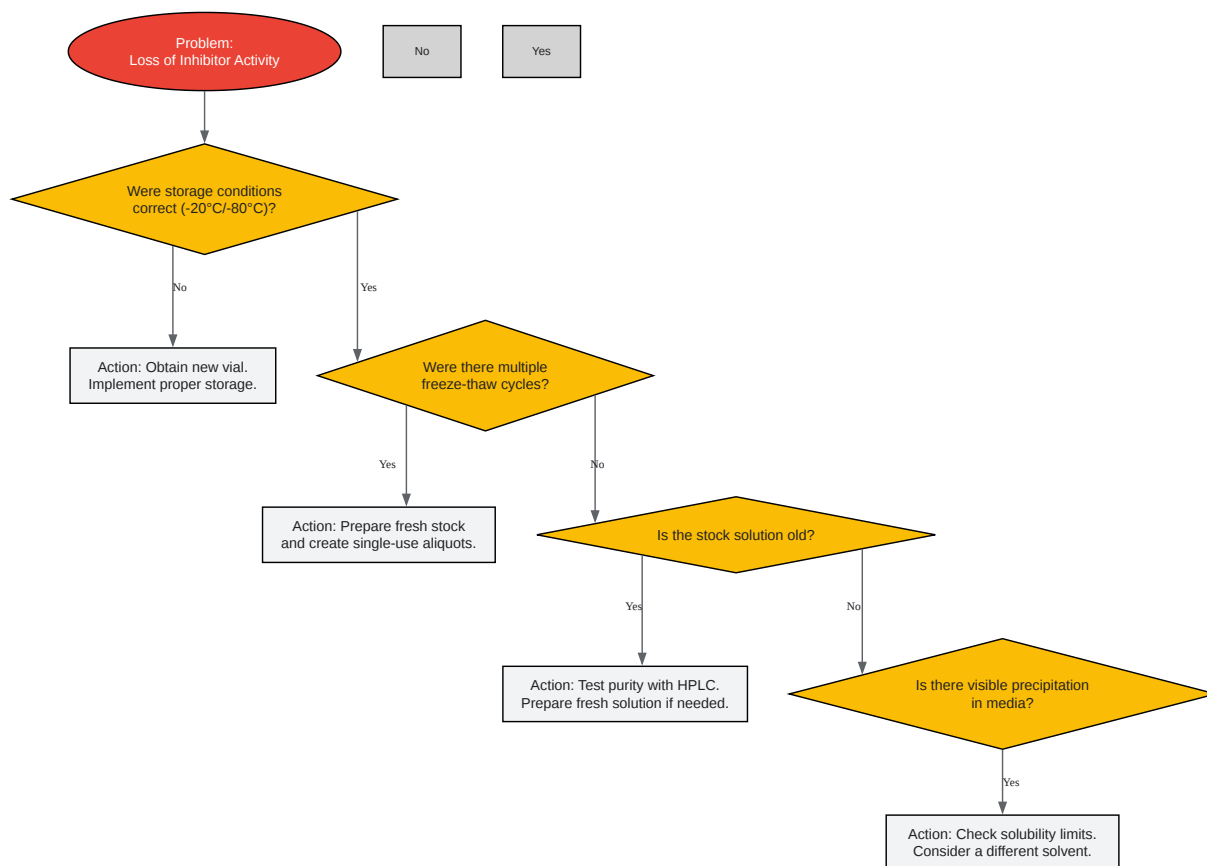 Problem:
Loss of Inhibitor Activity
No
Yes
Were storage conditions
correct (-20°C/-80°C)?
No
Yes
Action: Obtain new vial.
Implement proper storage.
Were there multiple
freeze-thaw cycles?
Yes
No
Action: Prepare fresh stock
and create single-use aliquots.
Is the stock solution old?
Yes
No
Action: Test purity with HPLC.
Prepare fresh solution if needed.
Is there visible precipitation
in media?
Yes
Action: Check solubility limits.
Consider a different solvent.